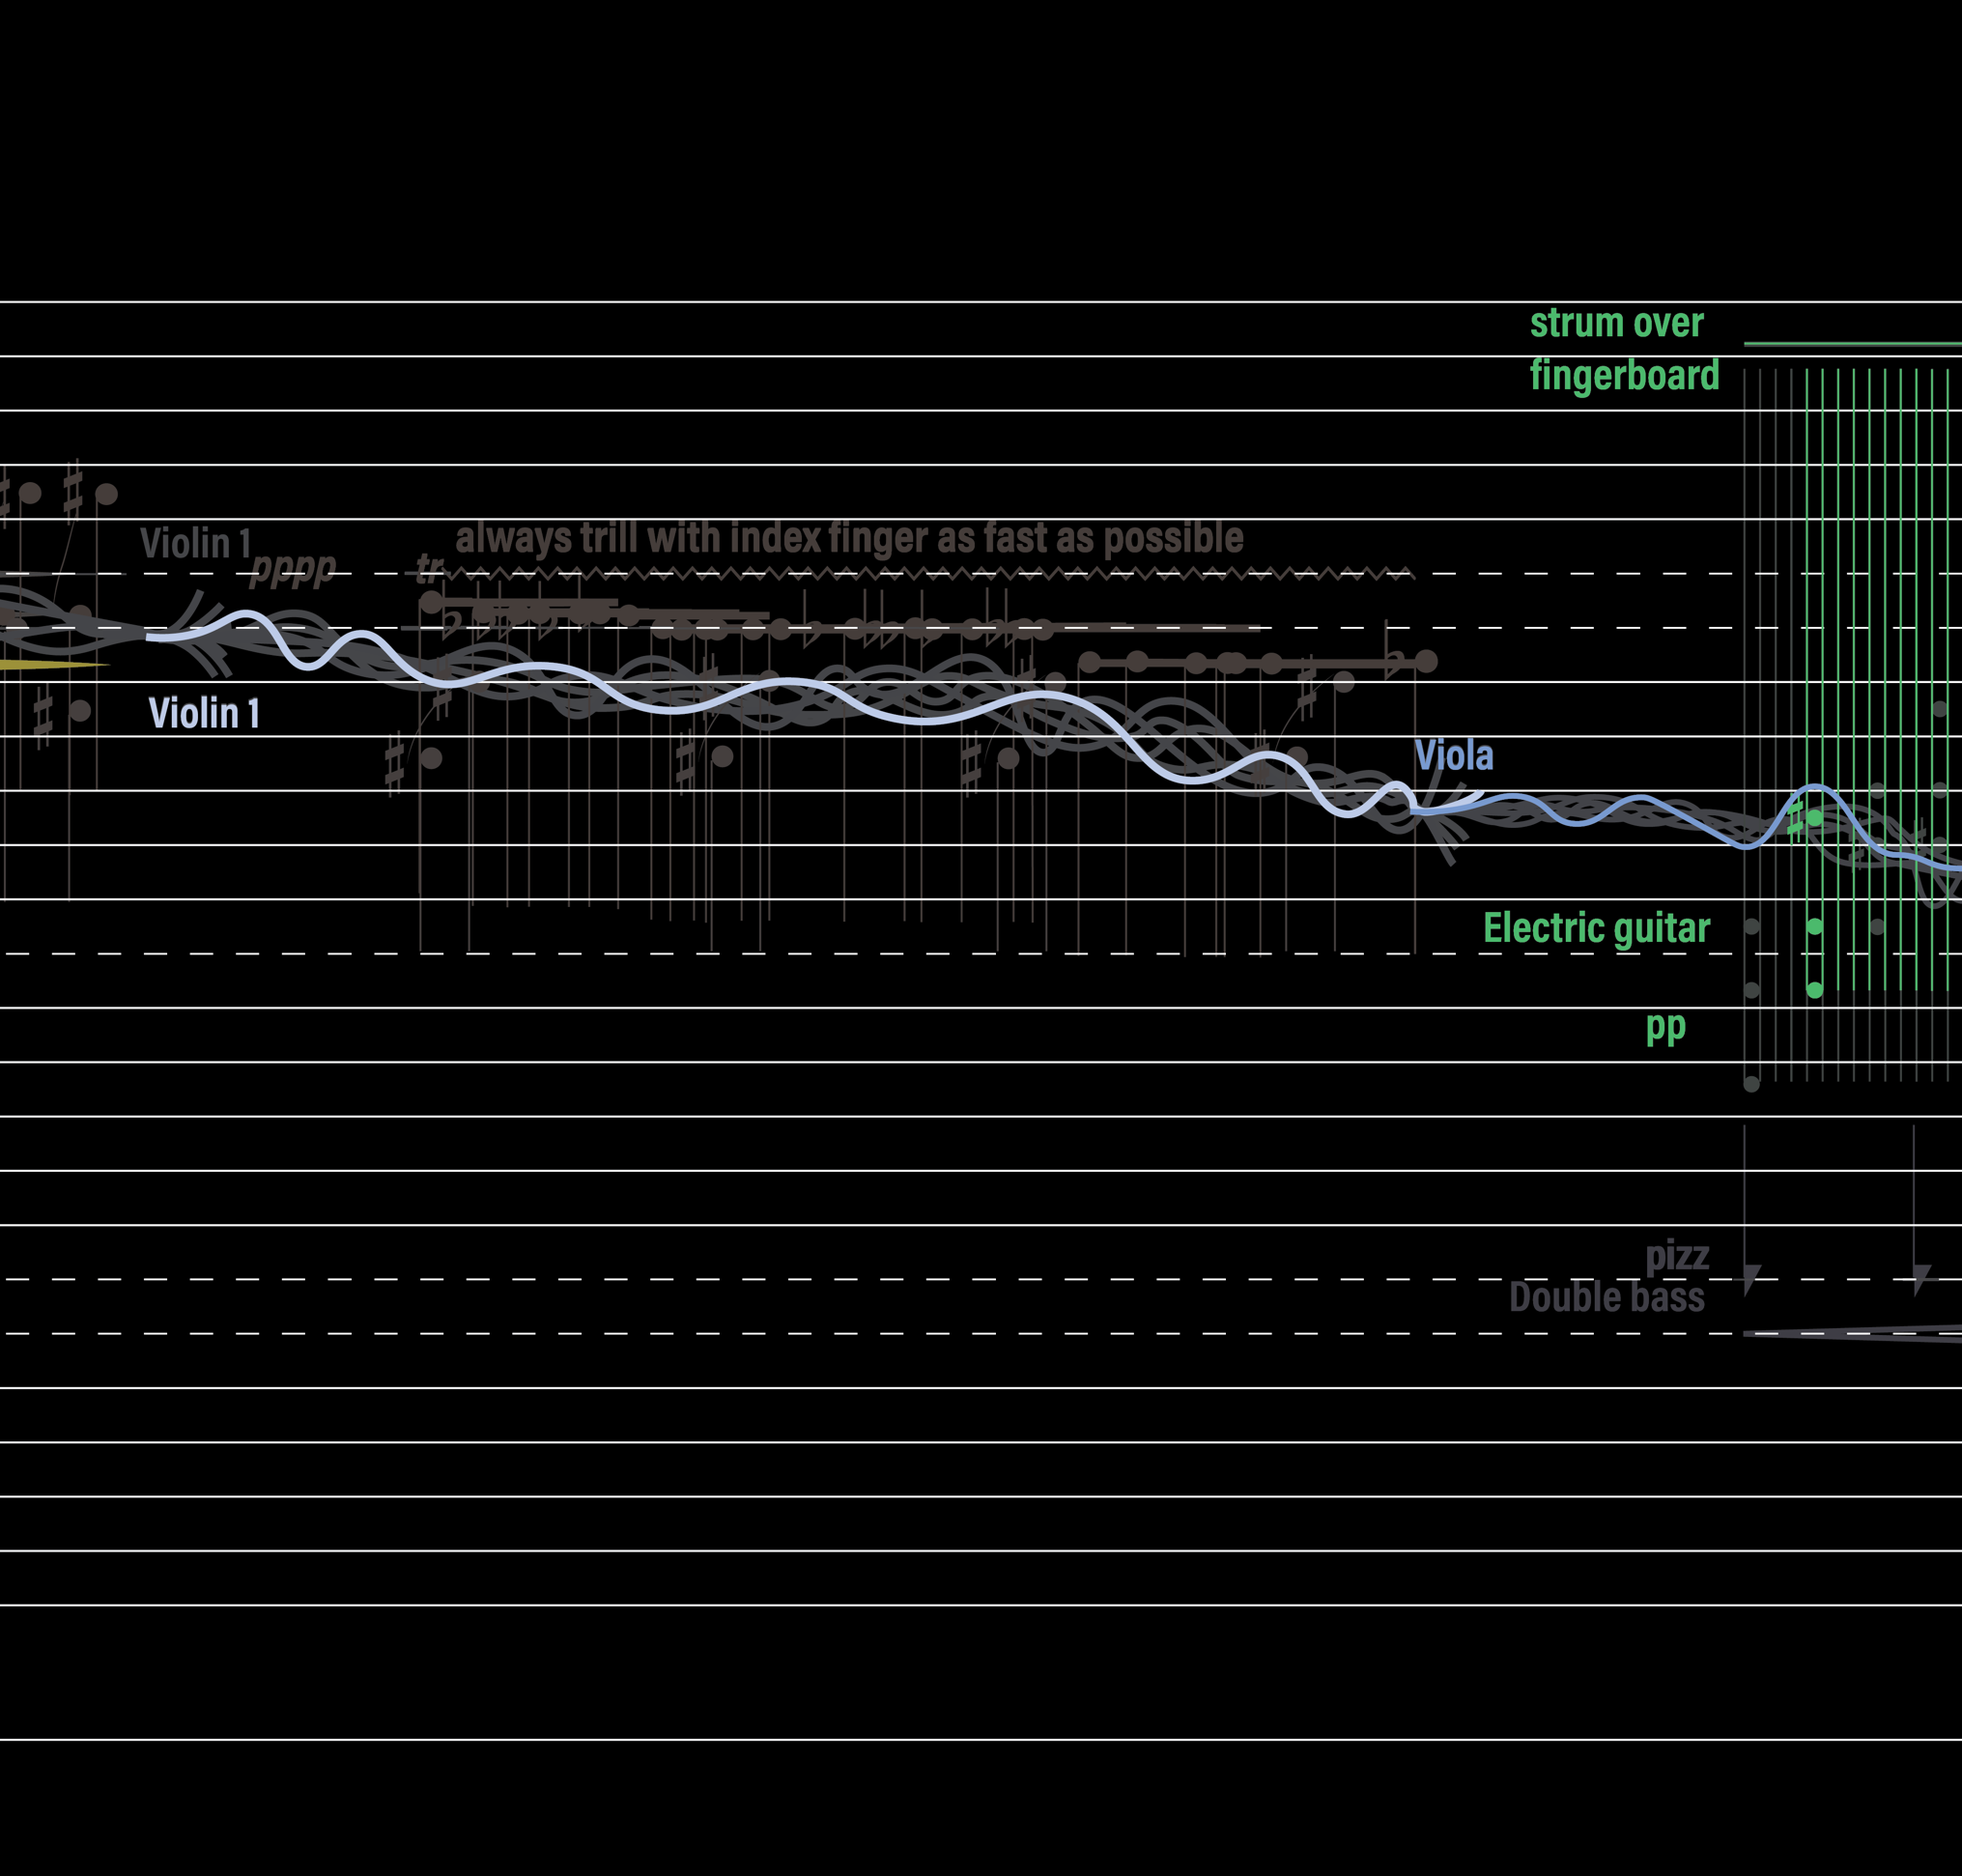 strum over
fingerboard
Violin 1
pppp
tr
always trill with index finger as fast as possible
Violin 1
Viola
Electric guitar
pp
pizz
Double bass